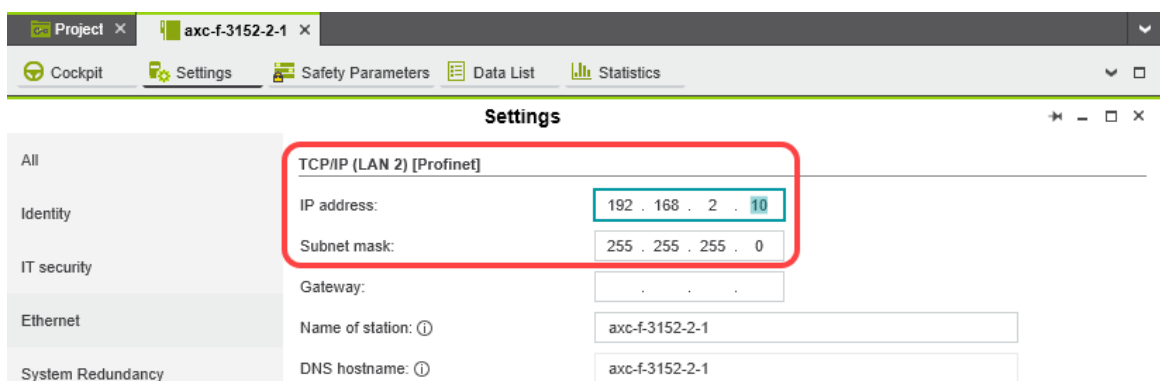 Project × axc-f-3152-2-1 ×
Cockpit Settings Safety Parameters Data List Statistics
Settings
All
TCP/IP (LAN 2) [Profinet]
Identity
IP address: 192 . 168 . 2 . 10
Subnet mask: 255 . 255 . 255 . 0
IT security
Gateway: . . .
Ethernet
Name of station: axc-f-3152-2-1
System Redundancy
DNS hostname: axc-f-3152-2-1